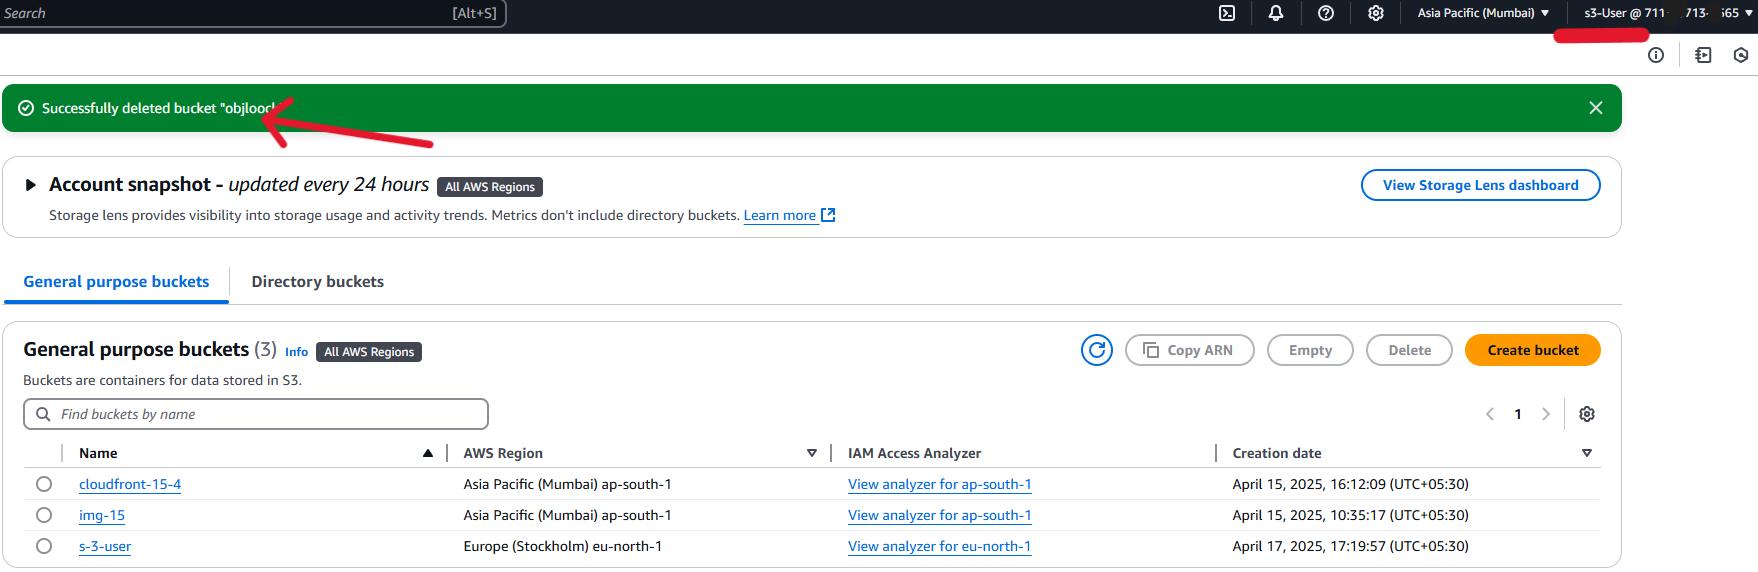 Search [Alt+S] Asia Pacific (Mumbai) s3-User @ 711 713 565
Successfully deleted bucket "objlooc
Account snapshot - updated every 24 hours All AWS Regions View Storage Lens dashboard
Storage lens provides visibility into storage usage and activity trends. Metrics don't include directory buckets. Learn more
General purpose buckets Directory buckets
General purpose buckets (3) Info All AWS Regions Copy ARN Empty Delete Create bucket
Buckets are containers for data stored in S3.
Find buckets by name 1
Name AWS Region IAM Access Analyzer Creation date
cloudfront-15-4 Asia Pacific (Mumbai) ap-south-1 View analyzer for ap-south-1 April 15, 2025, 16:12:09 (UTC+05:30)
img-15 Asia Pacific (Mumbai) ap-south-1 View analyzer for ap-south-1 April 15, 2025, 10:35:17 (UTC+05:30)
s-3-user Europe (Stockholm) eu-north-1 View analyzer for eu-north-1 April 17, 2025, 17:19:57 (UTC+05:30)